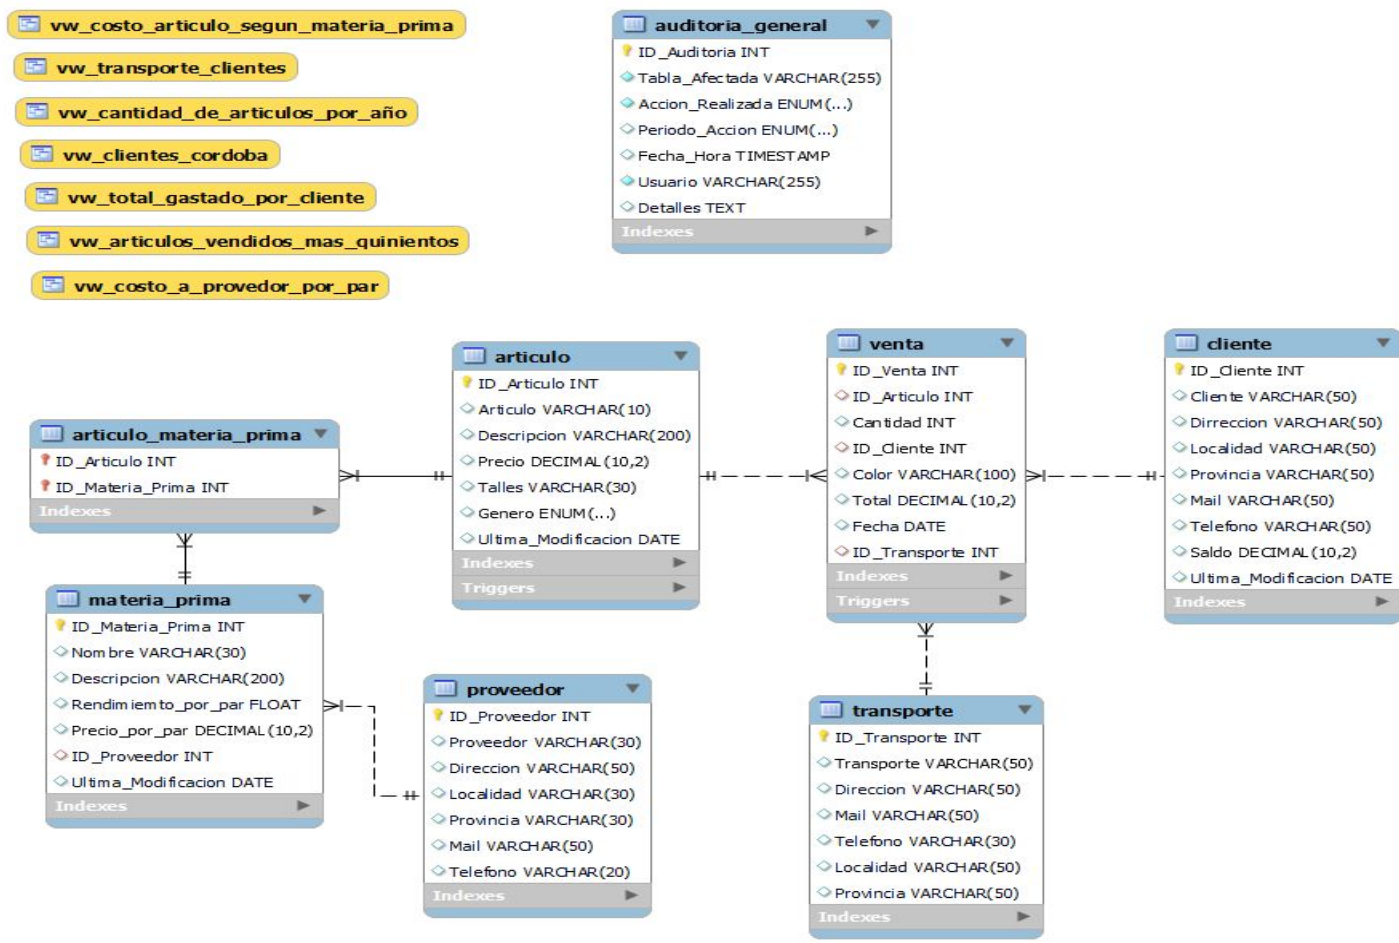 vw_costo_articulo_segun_materia_prima
vw_transporte_clientes
vw_cantidad_de_articulos_por_año
vw_clientes_cordoba
vw_total_gastado_por_cliente
vw_articulos_vendidos_mas_quinientos
vw_costo_a_provedor_por_par
auditoria_general
ID_Auditoria INT
Tabla_Afectada VARCHAR(255)
Accion_Realizada ENUM(...)
Periodo_Accion ENUM(...)
Fecha_Hora TIMESTAMP
Usuario VARCHAR(255)
Detalles TEXT
Indexes
articulo_materia_prima
ID_Articulo INT
ID_Materia_Prima INT
Indexes
articulo
ID_Articulo INT
Articulo VARCHAR(10)
Descripcion VARCHAR(200)
Precio DECIMAL(10,2)
Talles VARCHAR(30)
Genero ENUM(...)
Ultima_Modificacion DATE
Indexes
Triggers
venta
ID_Venta INT
ID_Articulo INT
Cantidad INT
ID_Cliente INT
Color VARCHAR(100)
Total DECIMAL(10,2)
Fecha DATE
ID_Transporte INT
Indexes
Triggers
cliente
ID_Cliente INT
Cliente VARCHAR(50)
Dirreccion VARCHAR(50)
Localidad VARCHAR(50)
Provincia VARCHAR(50)
Mail VARCHAR(50)
Telefono VARCHAR(50)
Saldo DECIMAL(10,2)
Ultima_Modificacion DATE
Indexes
materia_prima
ID_Materia_Prima INT
Nombre VARCHAR(30)
Descripcion VARCHAR(200)
Rendimiemto_por_par FLOAT
Precio_por_par DECIMAL(10,2)
ID_Proveedor INT
Ultima_Modificacion DATE
Indexes
proveedor
ID_Proveedor INT
Proveedor VARCHAR(30)
Direccion VARCHAR(50)
Localidad VARCHAR(30)
Provincia VARCHAR(30)
Mail VARCHAR(50)
Telefono VARCHAR(20)
Indexes
transporte
ID_Transporte INT
Transporte VARCHAR(50)
Direccion VARCHAR(50)
Mail VARCHAR(50)
Telefono VARCHAR(30)
Localidad VARCHAR(50)
Provincia VARCHAR(50)
Indexes